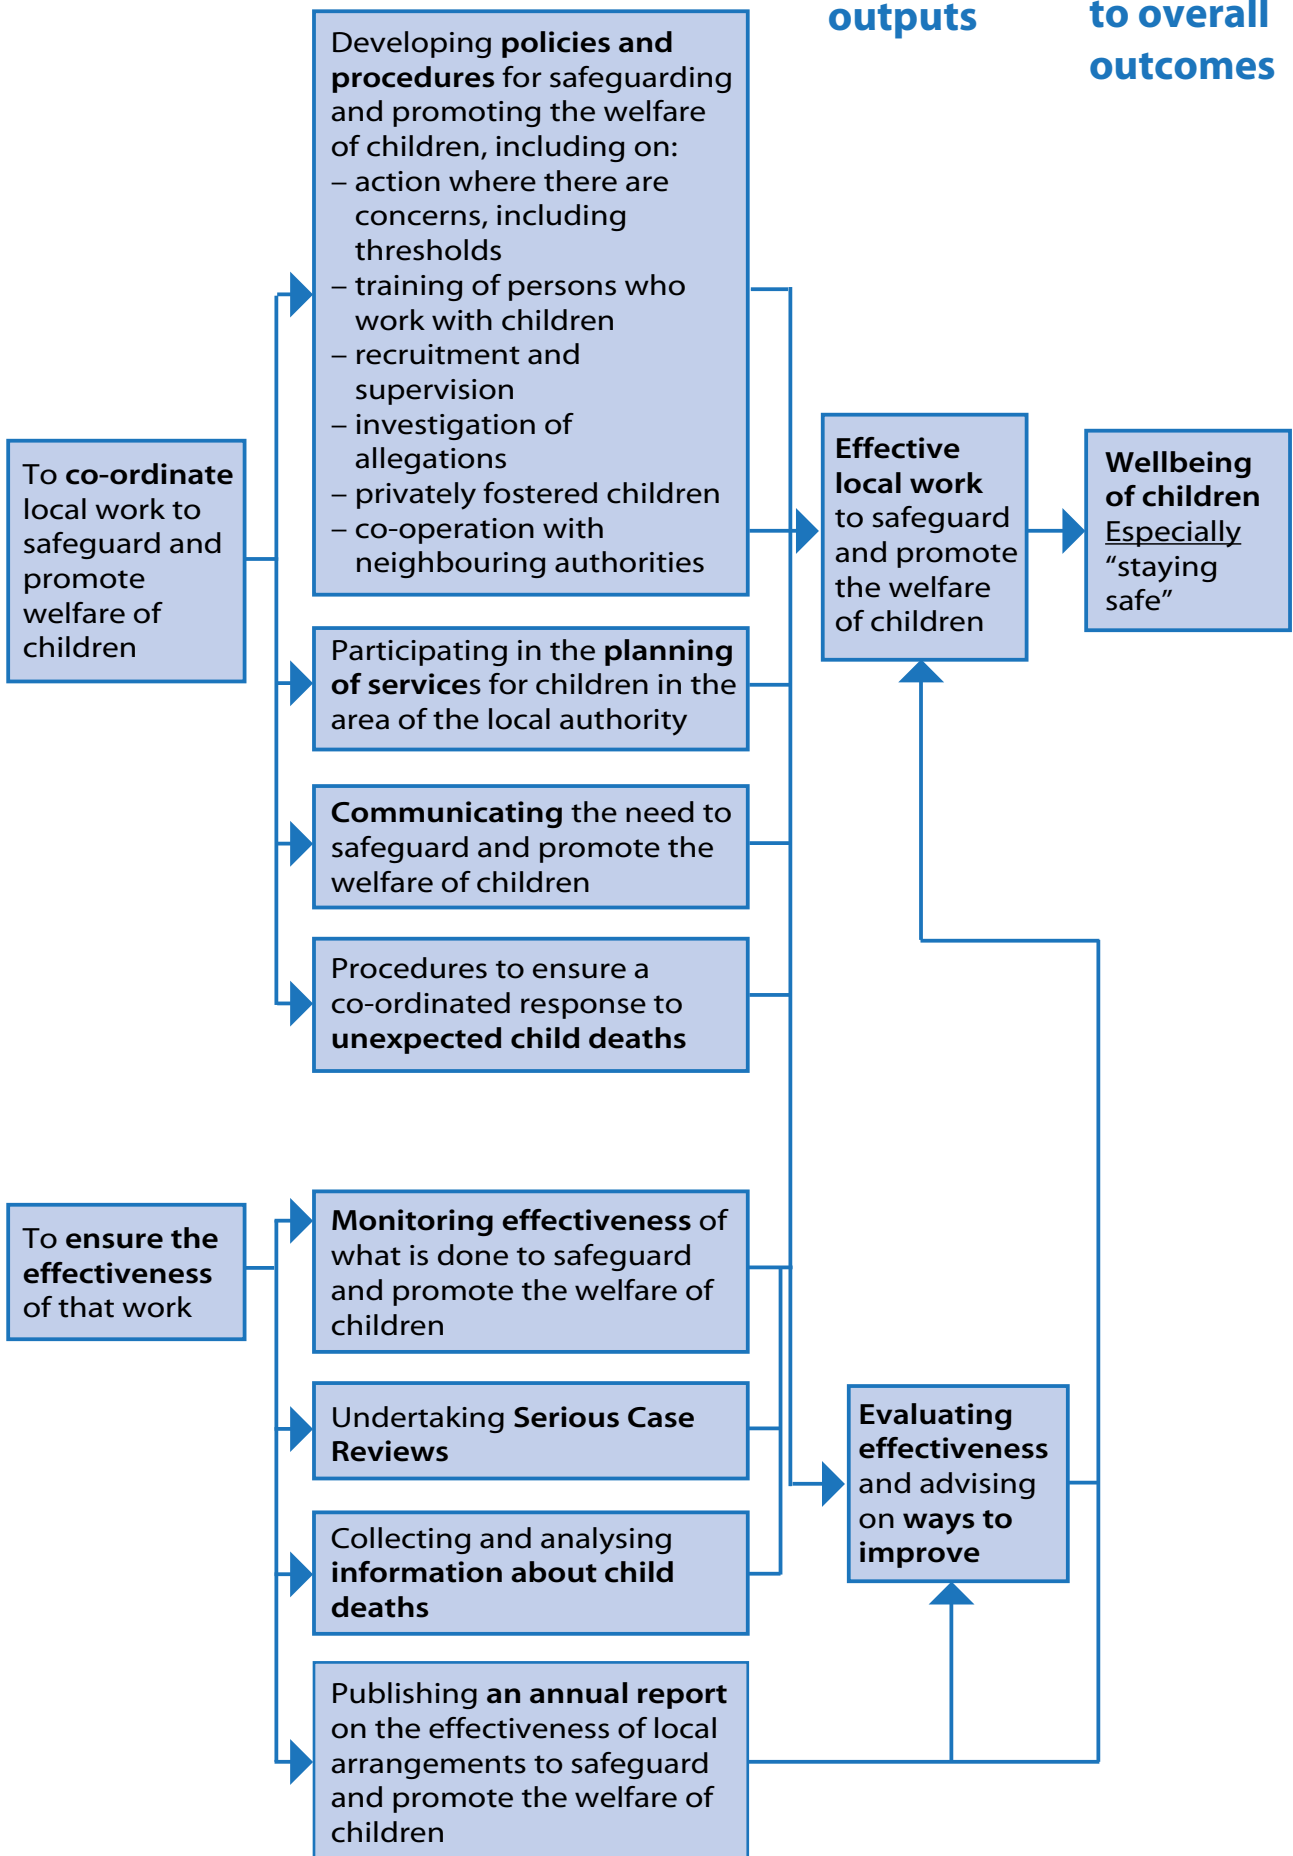 outputs
to overall
outcomes
To co-ordinate
local work to
safeguard and
promote
welfare of
children
Developing policies and
procedures for safeguarding
and promoting the welfare
of children, including on:
– action where there are
concerns, including
thresholds
– training of persons who
work with children
– recruitment and
supervision
– investigation of
allegations
– privately fostered children
– co-operation with
neighbouring authorities
Participating in the planning
of services for children in the
area of the local authority
Communicating the need to
safeguard and promote the
welfare of children
Procedures to ensure a
co-ordinated response to
unexpected child deaths
Effective
local work
to safeguard
and promote
the welfare
of children
Wellbeing
of children
Especially
“staying
safe”
To ensure the
effectiveness
of that work
Monitoring effectiveness of
what is done to safeguard
and promote the welfare of
children
Undertaking Serious Case
Reviews
Collecting and analysing
information about child
deaths
Publishing an annual report
on the effectiveness of local
arrangements to safeguard
and promote the welfare of
children
Evaluating
effectiveness
and advising
on ways to
improve